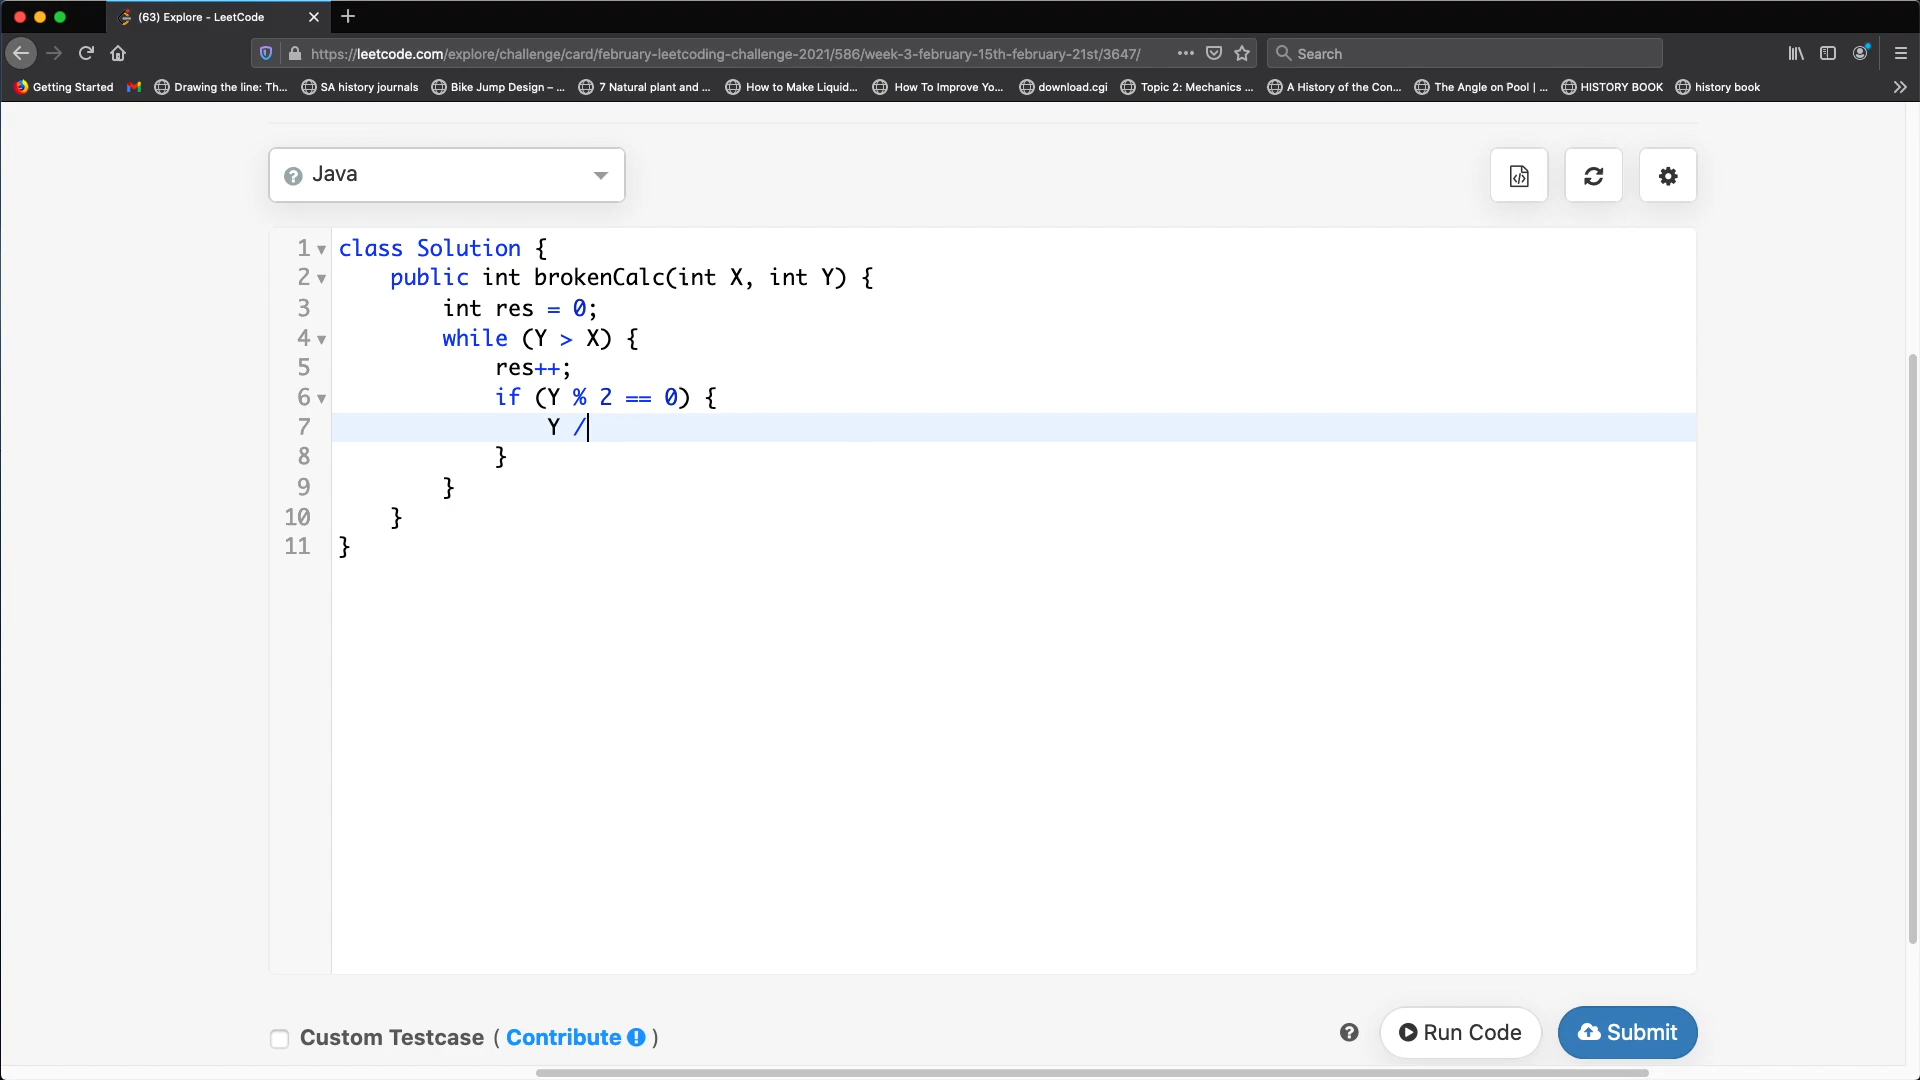 (63) Explore - LeetCode
https://leetcode.com/explore/challenge/card/february-leetcoding-challenge-2021/586/week-3-february-15th-february-21st/3647/
Search
Getting Started
Drawing the line: Th...
SA history journals
Bike Jump Design – ...
7 Natural plant and ...
How to Make Liquid...
How To Improve Yo...
download.cgi
Topic 2: Mechanics ...
A History of the Con...
The Angle on Pool | ...
HISTORY BOOK
history book
Java
1 class Solution {
2     public int brokenCalc(int X, int Y) {
3         int res = 0;
4         while (Y > X) {
5             res++;
6             if (Y % 2 == 0) {
7                 Y /
8             }
9         }
10     }
11 }
Custom Testcase ( Contribute )
Run Code
Submit